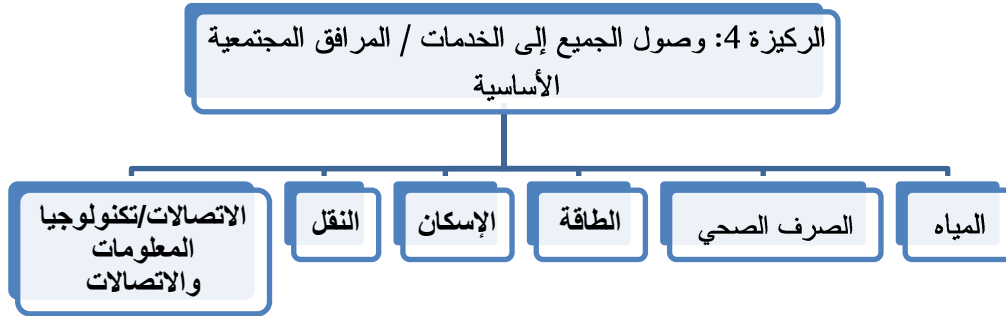 الركيزة 4: وصول الجميع إلى الخدمات / المرافق المجتمعية
الأساسية
المياه
الصرف الصحي
الطاقة
الإسكان
النقل
الاتصالات/تكنولوجيا
المعلومات
والاتصالات